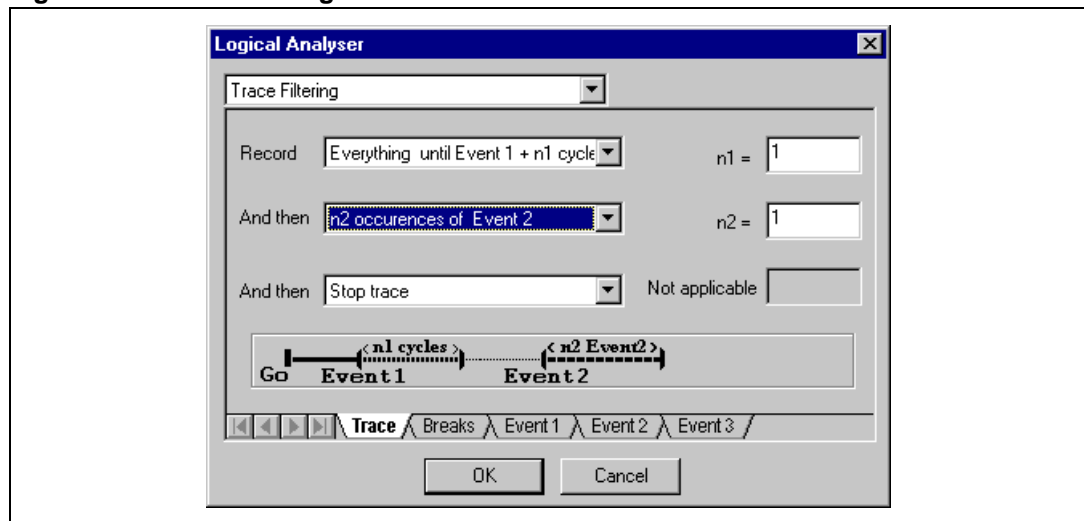 Logical Analyser
Trace Filtering
Record Everything until Event 1 + n1 cycle n1 = 1
And then n2 occurences of Event 2 n2 = 1
And then Stop trace Not applicable
< n1 cycles > < n2 Event2 >
Go Event1 Event2
Trace Breaks Event 1 Event 2 Event 3
OK Cancel